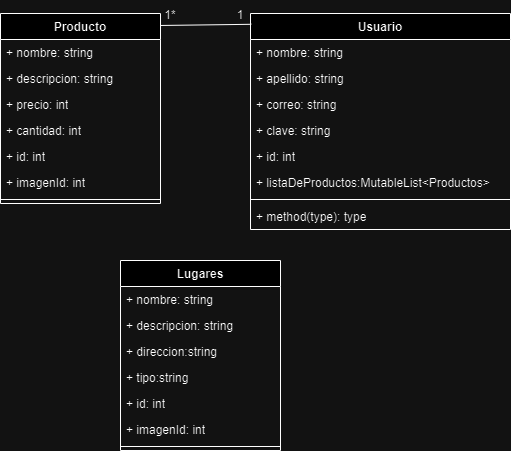 Producto
+ nombre: string
+ descripcion: string
+ precio: int
+ cantidad: int
+ id: int
+ imagenId: int
1*
1
Usuario
+ nombre: string
+ apellido: string
+ correo: string
+ clave: string
+ id: int
+ listaDeProductos:MutableList<Productos>
+ method(type): type
Lugares
+ nombre: string
+ descripcion: string
+ direccion:string
+ tipo:string
+ id: int
+ imagenId: int